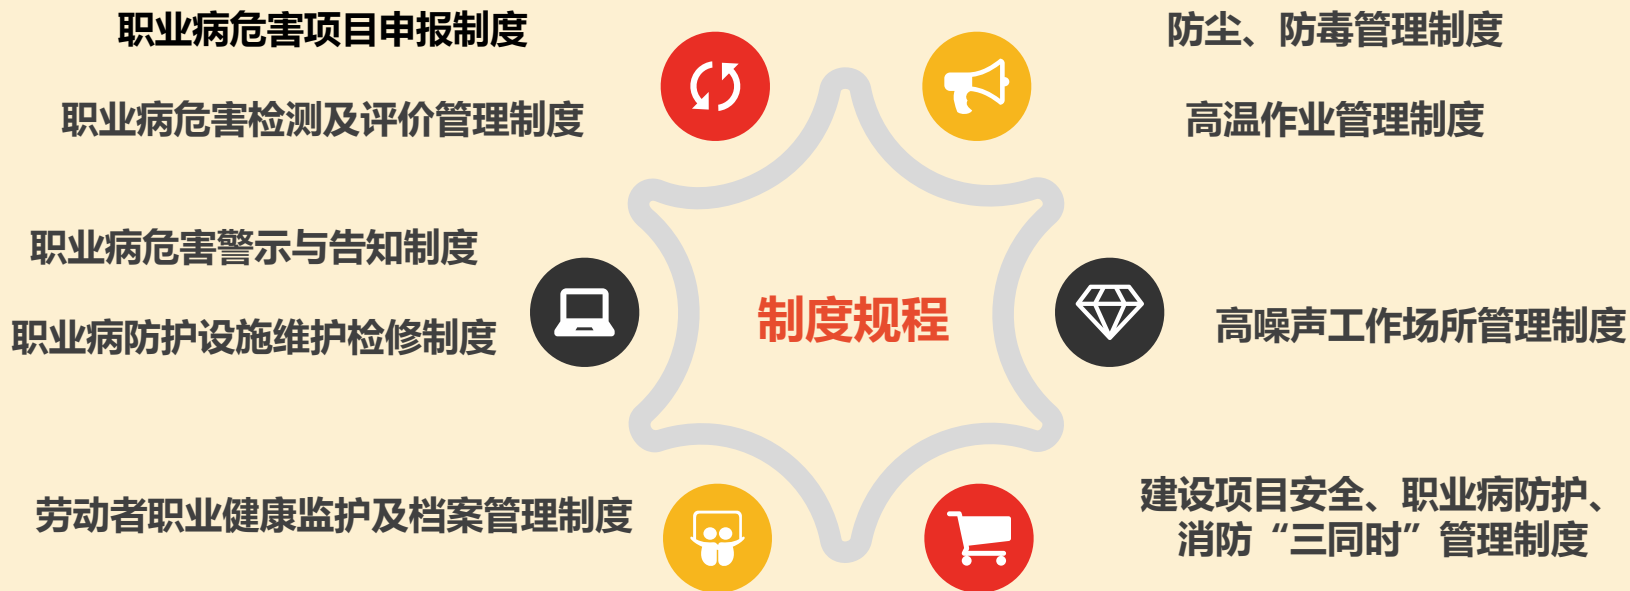 职业病危害项目申报制度
职业病危害检测及评价管理制度
职业病危害警示与告知制度
职业病防护设施维护检修制度
劳动者职业健康监护及档案管理制度
制度规程
防尘、防毒管理制度
高温作业管理制度
高噪声工作场所管理制度
建设项目安全、职业病防护、
消防“三同时”管理制度